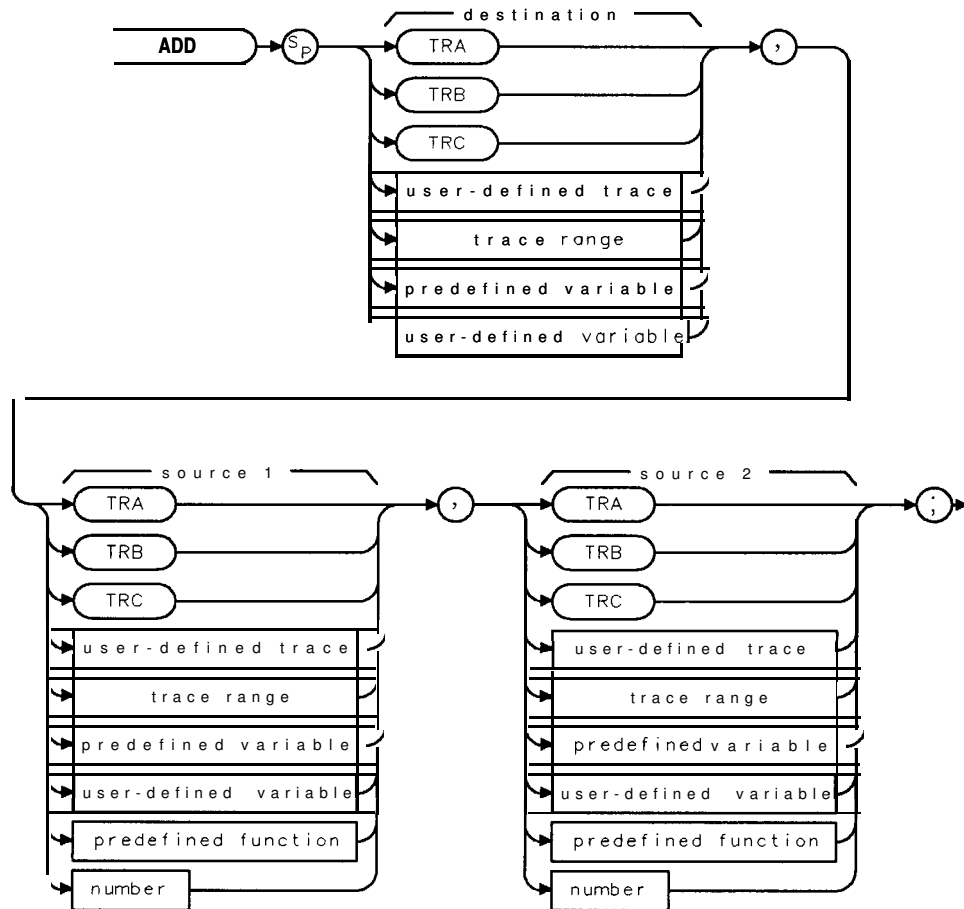 destination
ADD
SP
TRA
,
TRB
TRC
user-defined trace
trace range
predefined variable
user-defined variable
source 1
TRA
TRB
TRC
user-defined trace
trace range
predefined variable
user-defined variable
predefined function
number
,
source 2
TRA
TRB
TRC
user-defined trace
trace range
predefined variable
user-defined variable
predefined function
number
;